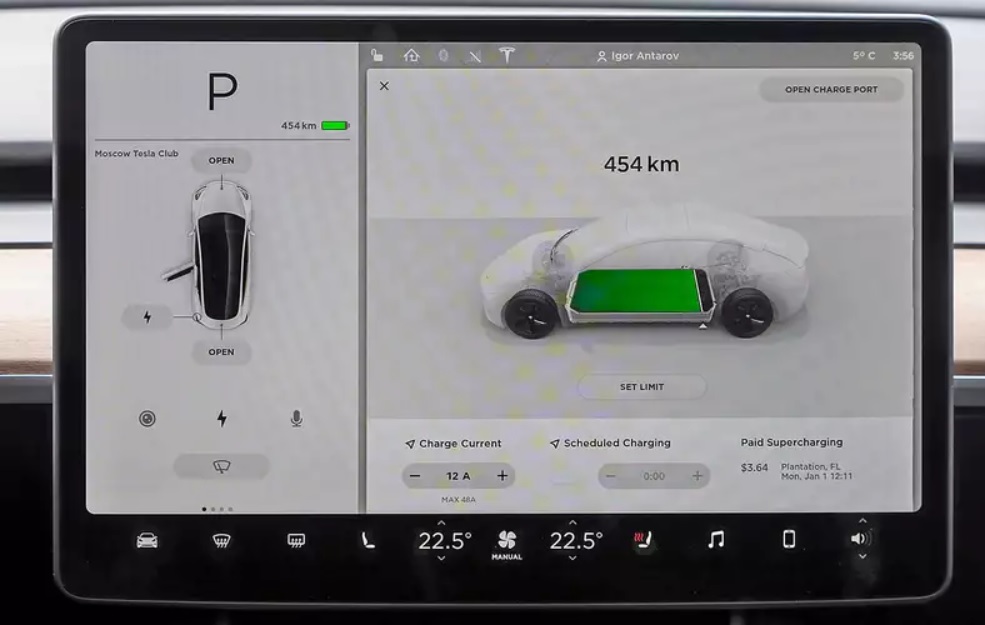 P
454 km
Moscow Tesla Club
OPEN
OPEN
Igor Antarov
5° C 3:56
OPEN CHARGE PORT
454 km
SET LIMIT
Charge Current
− 12 A +
MAX 48A
Scheduled Charging
− 0:00 +
Paid Supercharging
$3.64 Plantation, FL
Mon, Jan 1 12:11
22.5°
MANUAL
22.5°